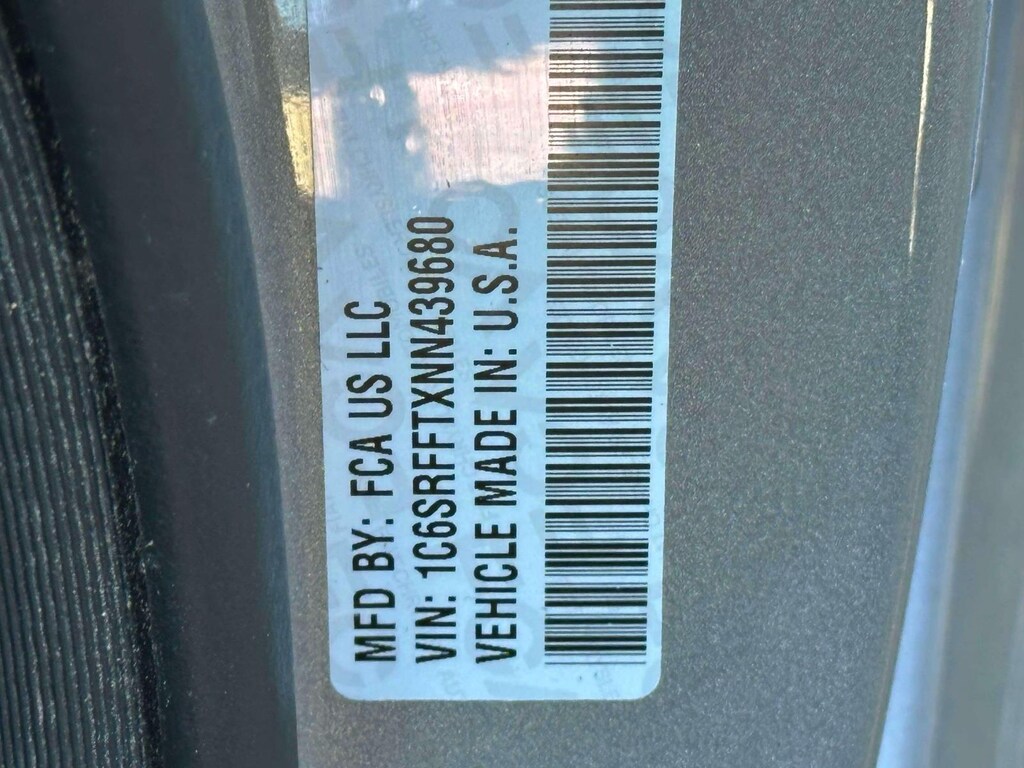 MFD BY: FCA US LLC
VIN: 1C6SRFFTXNN439680
VEHICLE MADE IN: U.S.A.